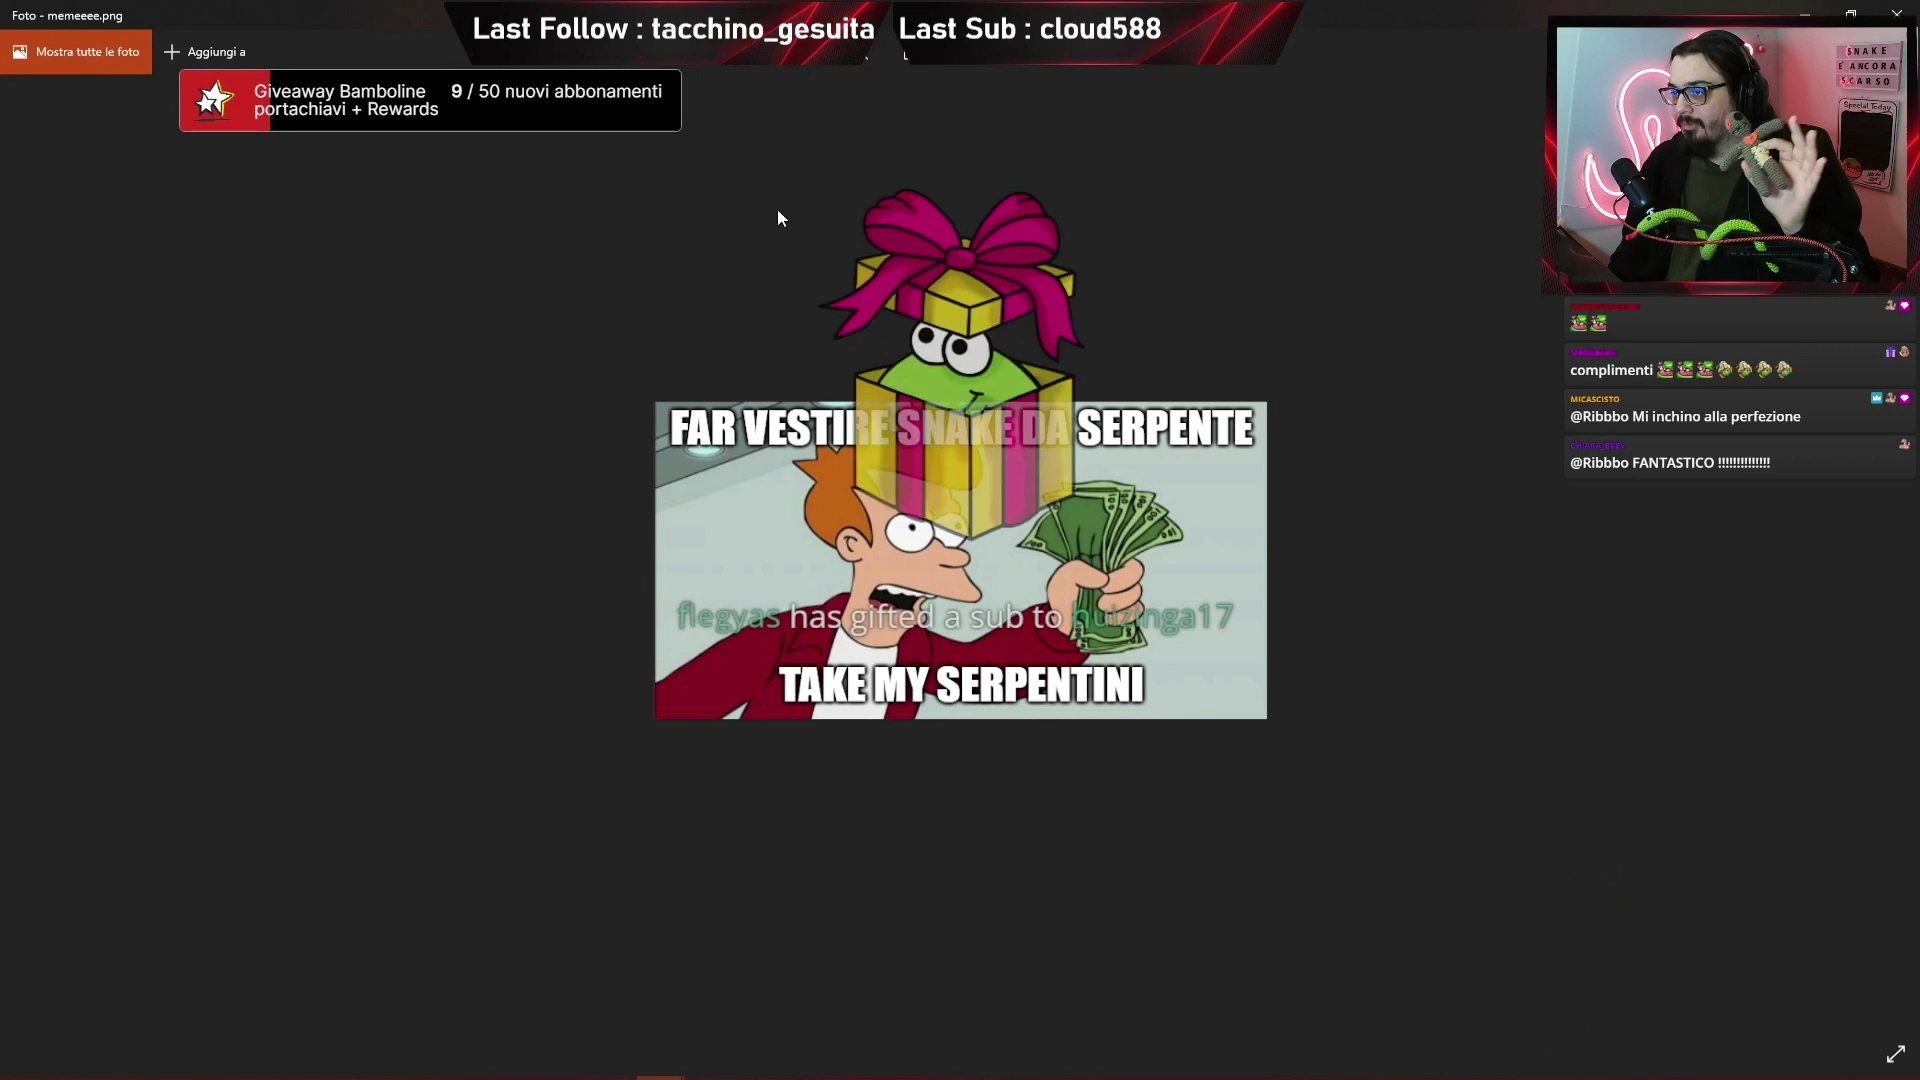 Foto - memeeee.png
Last Follow : tacchino_gesuita
Last Sub : cloud588
Mostra tutte le foto
Aggiungi a
Giveaway Bamboline
portachiavi + Rewards
9 / 50 nuovi abbonamenti
SNAKE
E ANCORA
SCARSO
Special Today
complimenti
MICASCISTO
@Ribbbo Mi inchino alla perfezione
@Ribbbo FANTASTICO !!!!!!!!!!!!!!
FAR VESTIRE SNAKE DA SERPENTE
flegyas has gifted a sub to huizinga17
TAKE MY SERPENTINI